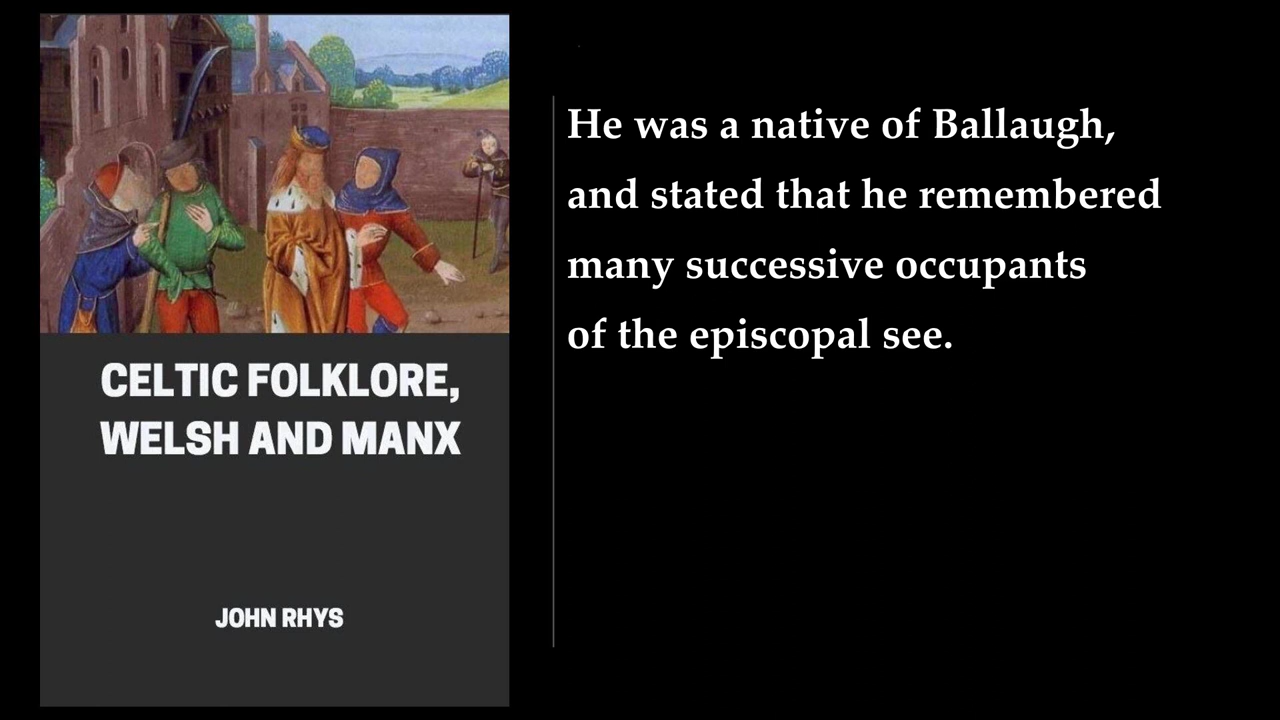 CELTIC FOLKLORE,
WELSH AND MANX
JOHN RHYS
He was a native of Ballaugh,
and stated that he remembered
many successive occupants
of the episcopal see.